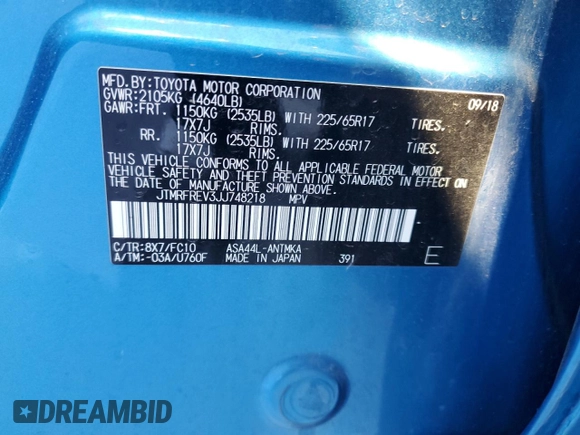 MFD.BY:TOYOTA MOTOR CORPORATION 09/18
GVWR:2105KG (4640LB)
GAWR:FRT. 1150KG (2535LB) WITH 225/65R17 TIRES,
17X7J RIMS.
RR. 1150KG (2535LB) WITH 225/65R17 TIRES,
17X7J RIMS.
THIS VEHICLE CONFORMS TO ALL APPLICABLE FEDERAL MOTOR
VEHICLE SAFETY AND THEFT PREVENTION STANDARDS IN EFFECT
ON THE DATE OF MANUFACTURE SHOWN ABOVE.
JTMRFREV3JJ748218 MPV
C/TR:8X7/FC10 ASA44L-ANTMKA
A/TM:-03A/U760F MADE IN JAPAN 391 E
DREAMBID